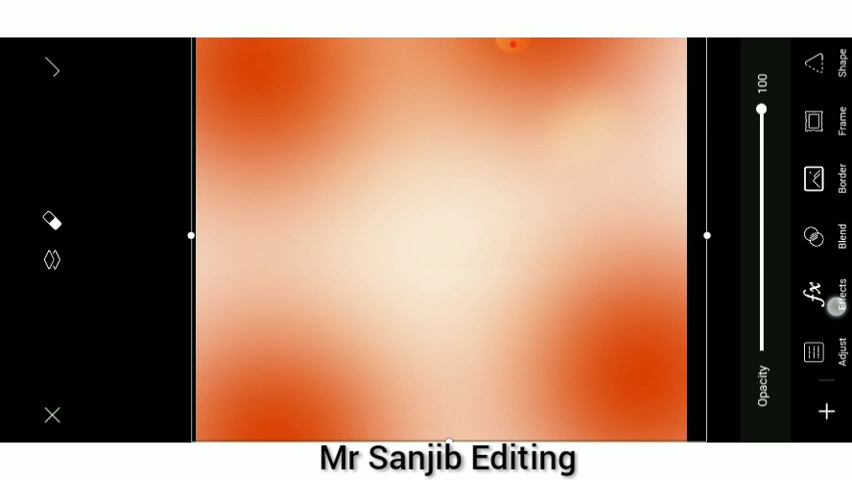 Shape
Frame
Border
Blend
Effects
Adjust
100
Opacity
Mr Sanjib Editing